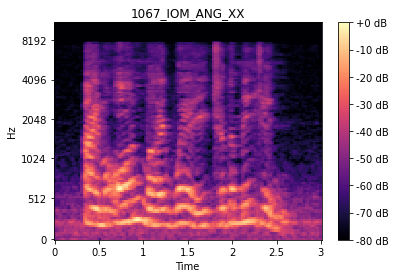 1067_IOM_ANG_XX
+0 dB
8192
-10 dB
4096
-20 dB
-30 dB
2048
Hz
-40 dB
1024
-50 dB
512
-60 dB
-70 dB
0
-80 dB
0 0.5 1 1.5 2 2.5 3
Time